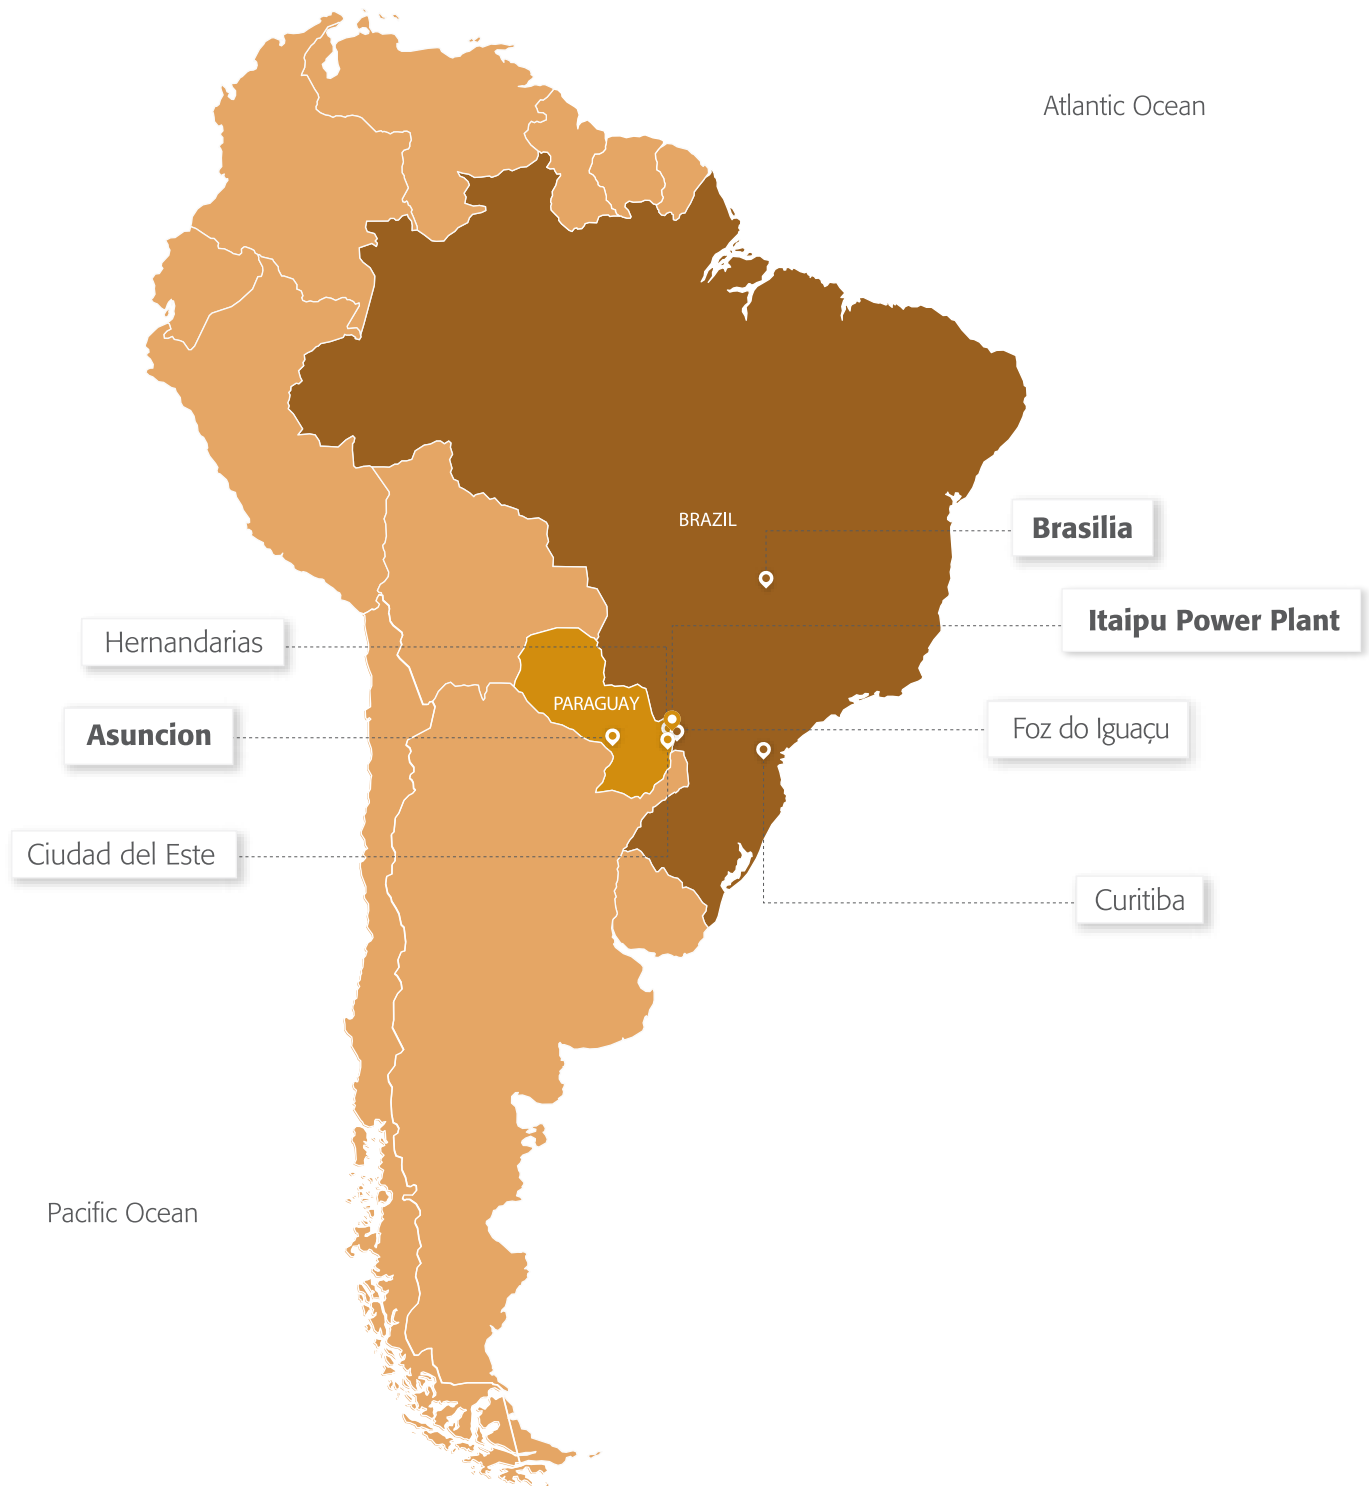 Atlantic Ocean
BRAZIL
Brasilia
Itaipu Power Plant
Hernandarias
PARAGUAY
Asuncion
Foz do Iguaçu
Ciudad del Este
Curitiba
Pacific Ocean